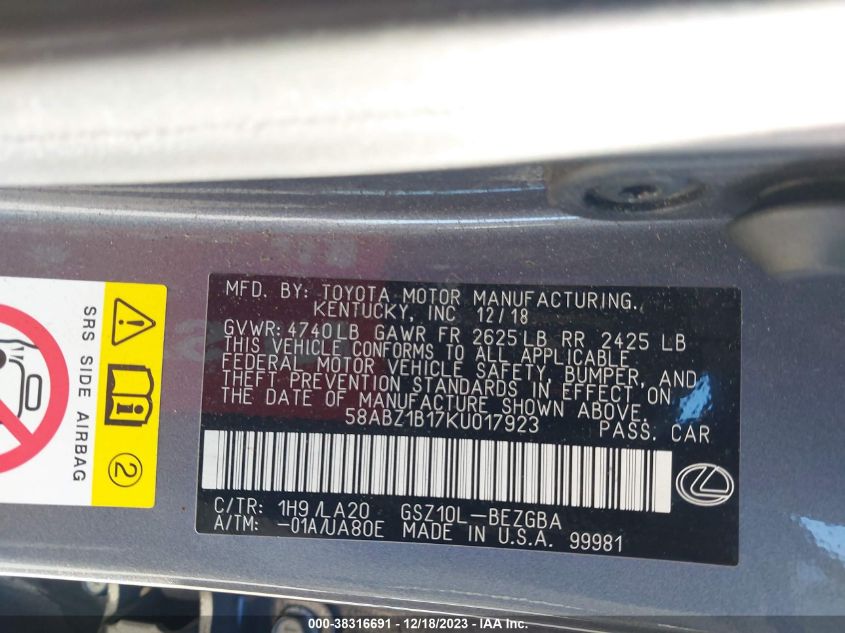 MFD. BY: TOYOTA MOTOR MANUFACTURING,
KENTUCKY, INC 12/18
GVWR: 4740LB GAWR FR 2625LB RR 2425 LB
THIS VEHICLE CONFORMS TO ALL APPLICABLE
FEDERAL MOTOR VEHICLE SAFETY, BUMPER, AND
THEFT PREVENTION STANDARDS IN EFFECT ON
THE DATE OF MANUFACTURE SHOWN ABOVE.
58ABZ1B17KU017923 PASS. CAR
C/TR: 1H9/LA20 GSZ10L-BEZGBA
A/TM: -01A/UA80E MADE IN U.S.A. 99981
SRS SIDE AIRBAG
2
000-38316691 - 12/18/2023 - IAA Inc.